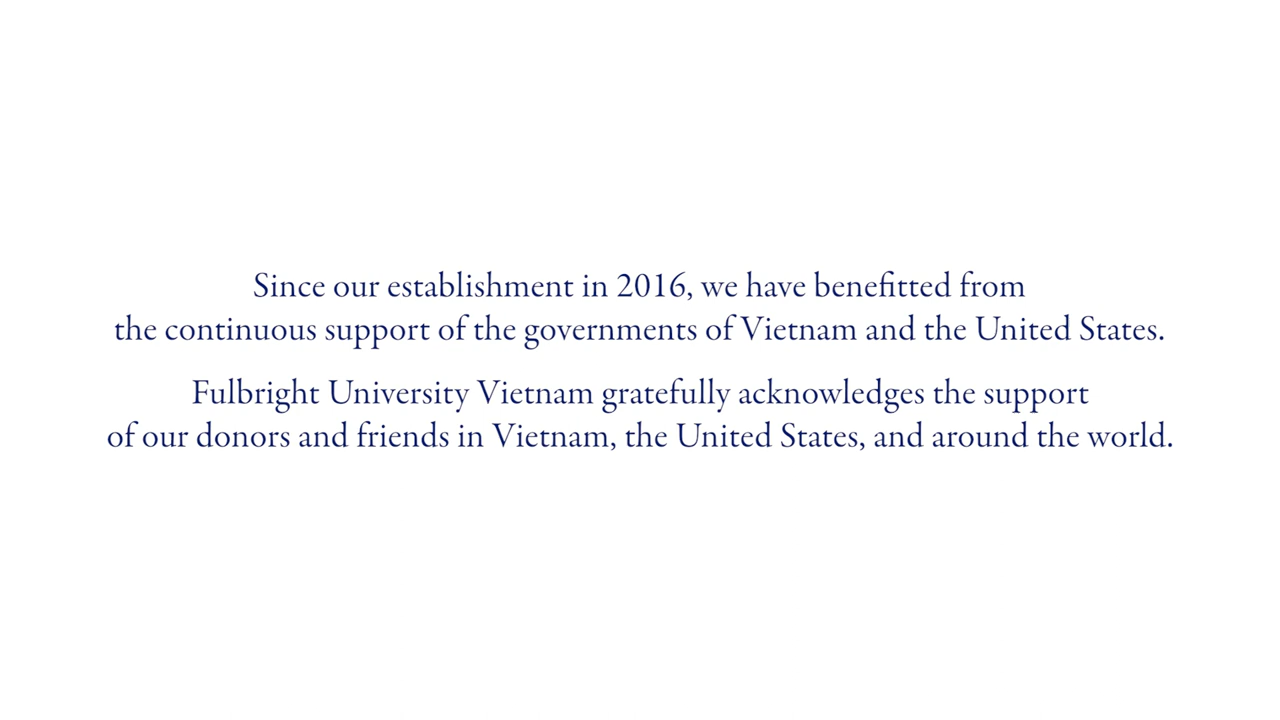 Since our establishment in 2016, we have benefitted from
the continuous support of the governments of Vietnam and the United States.
Fulbright University Vietnam gratefully acknowledges the support
of our donors and friends in Vietnam, the United States, and around the world.